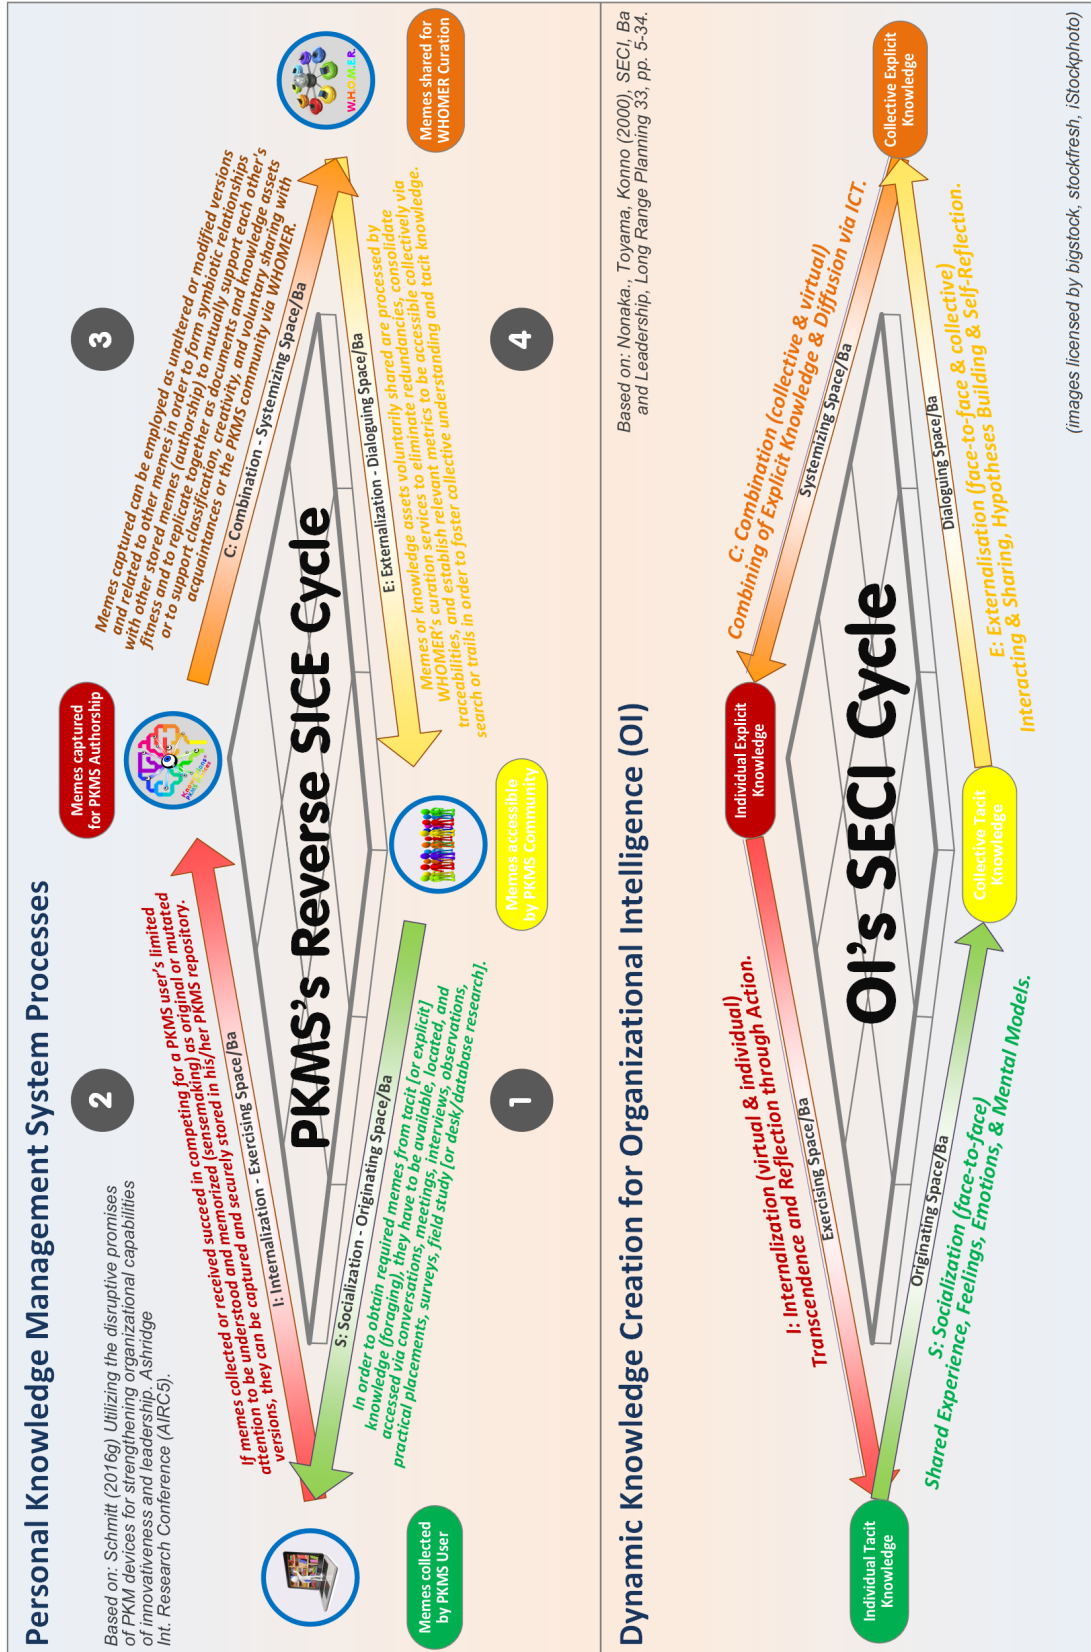 Personal Knowledge Management System Processes
Based on: Schmitt (2016g) Utilizing the disruptive promises
of PKM devices for strengthening organizational capabilities
of innovativeness and leadership. Ashridge
Int. Research Conference (AIRC5).
2
Memes captured
for PKMS Authorship
3
If memes collected or received succeed in competing for a PKMS user's limited
attention to be understood and memorized (sensemaking) as original or mutated
versions, they can be captured and securely stored in his/her PKMS repository.
I: Internalization - Exercising Space/Ba
Memes captured can be employed as unaltered or modified versions
and related to other memes in order to form symbiotic relationships
with other stored memes (authorship) to mutually support each other's
fitness and to replicate together as documents and knowledge assets
or to support classification, creativity, and voluntary sharing with
acquaintances or the PKMS community via WHOMER.
C: Combination - Systemizing Space/Ba
W.H.O.M.E.R.
Memes shared for
WHOMER Curation
PKMS's Reverse SICE Cycle
S: Socialization - Originating Space/Ba
In order to obtain required memes from tacit [or explicit]
knowledge (foraging), they have to be available, located, and
accessed via conversations, meetings, interviews, observations,
practical placements, surveys, field study [or desk/database research].
E: Externalization - Dialoguing Space/Ba
Memes or knowledge assets voluntarily shared are processed by
WHOMER's curation services to eliminate redundancies, consolidate
traceabilities, and establish relevant metrics to be accessible collectively via
search or trails in order to foster collective understanding and tacit knowledge.
Memes collected
by PKMS User
1
Memes accessible
by PKMS Community
4
Dynamic Knowledge Creation for Organizational Intelligence (OI)
Based on: Nonaka., Toyama, Konno (2000), SECI, Ba
and Leadership, Long Range Planning 33, pp. 5-34.
Individual Explicit
Knowledge
I: Internalization (virtual & individual)
Transcendence and Reflection through Action.
Exercising Space/Ba
C: Combination (collective & virtual)
Combining of Explicit Knowledge & Diffusion via ICT.
Systemizing Space/Ba
Individual Tacit
Knowledge
OI's SECI Cycle
Collective Explicit
Knowledge
Originating Space/Ba
S: Socialization (face-to-face)
Shared Experience, Feelings, Emotions, & Mental Models.
Dialoguing Space/Ba
E: Externalisation (face-to-face & collective)
Interacting & Sharing, Hypotheses Building & Self-Reflection.
Collective Tacit
Knowledge
(images licensed by bigstock, stockfresh, iStockphoto)